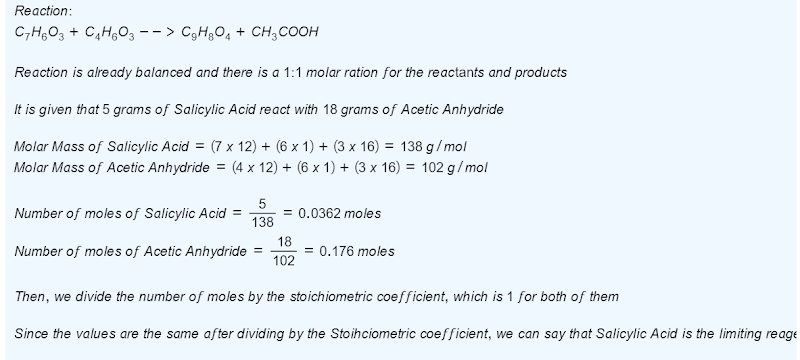 Reaction:
C₇H₆O₃ + C₄H₆O₃ −−> C₉H₈O₄ + CH₃COOH
Reaction is already balanced and there is a 1:1 molar ration for the reactants and products
It is given that 5 grams of Salicylic Acid react with 18 grams of Acetic Anhydride
Molar Mass of Salicylic Acid = (7 x 12) + (6 x 1) + (3 x 16) = 138 g/mol
Molar Mass of Acetic Anhydride = (4 x 12) + (6 x 1) + (3 x 16) = 102 g/mol
Number of moles of Salicylic Acid = 5/138 = 0.0362 moles
Number of moles of Acetic Anhydride = 18/102 = 0.176 moles
Then, we divide the number of moles by the stoichiometric coefficient, which is 1 for both of them
Since the values are the same after dividing by the Stoihciometric coefficient, we can say that Salicylic Acid is the limiting reage